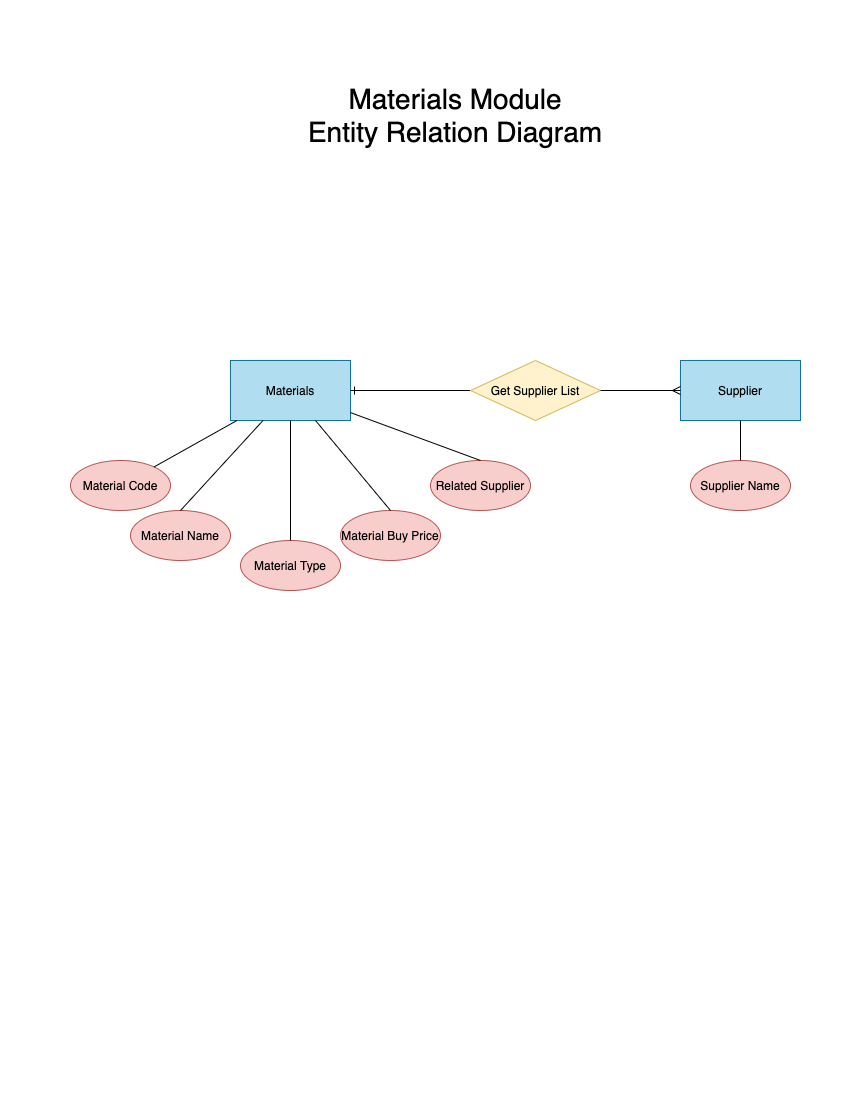 Materials Module
Entity Relation Diagram
Materials
Get Supplier List
Supplier
Material Code
Related Supplier
Supplier Name
Material Name
Material Buy Price
Material Type